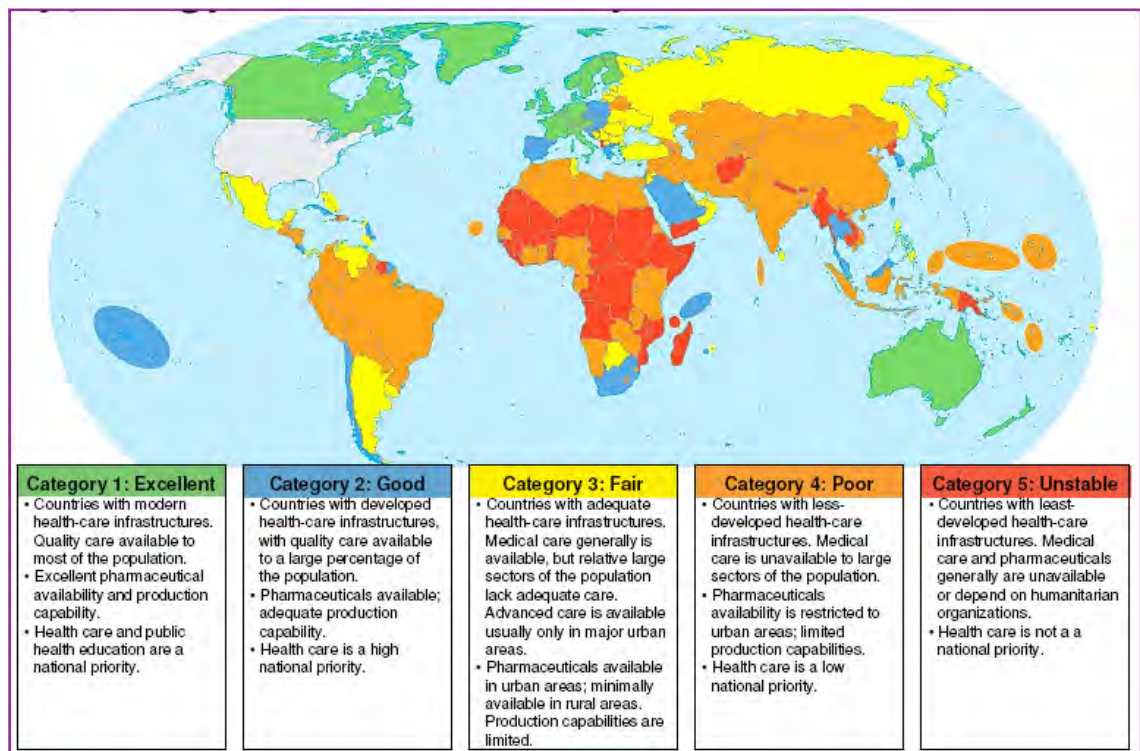 Category 1: Excellent
• Countries with modern
health-care infrastructures.
Quality care available to
most of the population.
• Excellent pharmaceutical
availability and production
capability.
• Health care and public
health education are a
national priority.
Category 2: Good
• Countries with developed
health-care infrastructures,
with quality care available
to a large percentage of
the population.
• Pharmaceuticals available;
adequate production
capability.
• Health care is a high
national priority.
Category 3: Fair
• Countries with adequate
health-care infrastructures.
Medical care generally is
available, but relative large
sectors of the population
lack adequate care.
Advanced care is available
usually only in major urban
areas.
• Pharmaceuticals available
in urban areas; minimally
available in rural areas.
Production capabilities are
limited.
Category 4: Poor
• Countries with less-
developed health-care
infrastructures. Medical
care is unavailable to large
sectors of the population.
• Pharmaceuticals
availability is restricted to
urban areas; limited
production capabilities.
• Health care is a low
national priority.
Category 5: Unstable
• Countries with least-
developed health-care
infrastructures. Medical
care and pharmaceuticals
generally are unavailable
or depend on humanitarian
organizations.
• Health care is not a a
national priority.